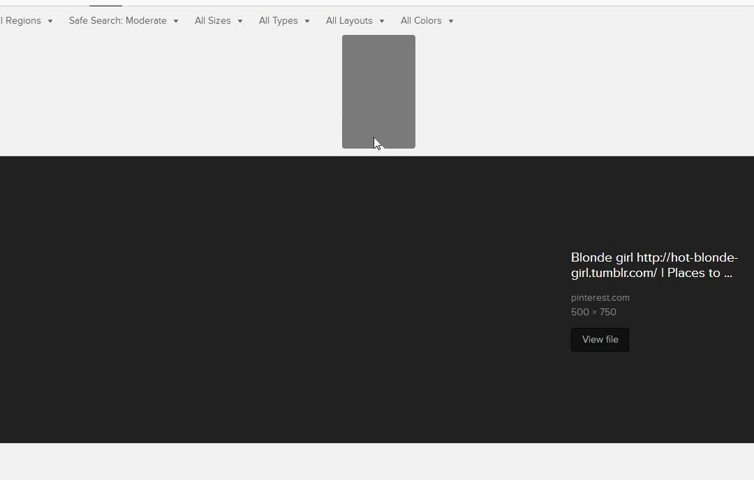 l Regions
Safe Search: Moderate
All Sizes
All Types
All Layouts
All Colors
Blonde girl http://hot-blonde-
girl.tumblr.com/ | Places to ...
pinterest.com
500 × 750
View file